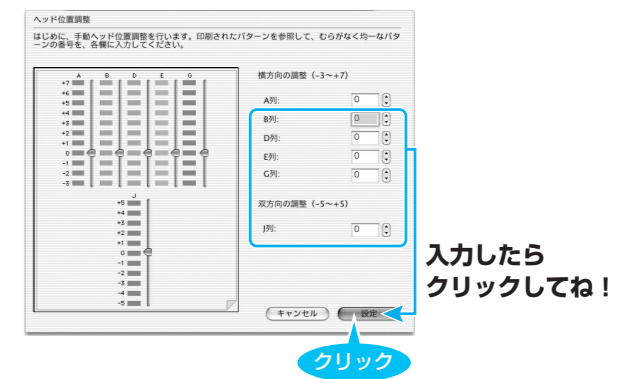 ヘッド位置調整
はじめに、手動ヘッド位置調整を行います。印刷されたパターンを参照して、むらがなく均一なパタ
ーンの番号を、各欄に入力してください。
A B D E G
+7
+6
+5
+4
+3
+2
+1
0
-1
-2
-3
J
+5
+4
+3
+2
+1
0
-1
-2
-3
-4
-5
横方向の調整（-3～+7）
A列: 0
B列: 0
D列: 0
E列: 0
G列: 0
双方向の調整（-5～+5）
J列: 0
キャンセル 設定
入力したら
クリックしてね！
クリック